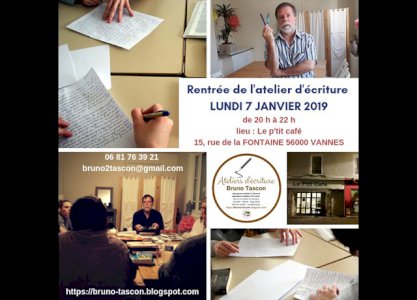 Rentrée de l'atelier d'écriture
LUNDI 7 JANVIER 2019
de 20 h à 22 h
lieu : Le p'tit café
15, rue de la FONTAINE 56000 VANNES
06 81 76 39 21
bruno2tascon@gmail.com
Ateliers d'écriture
Bruno Tascon
https://bruno-tascon.blogspot.com